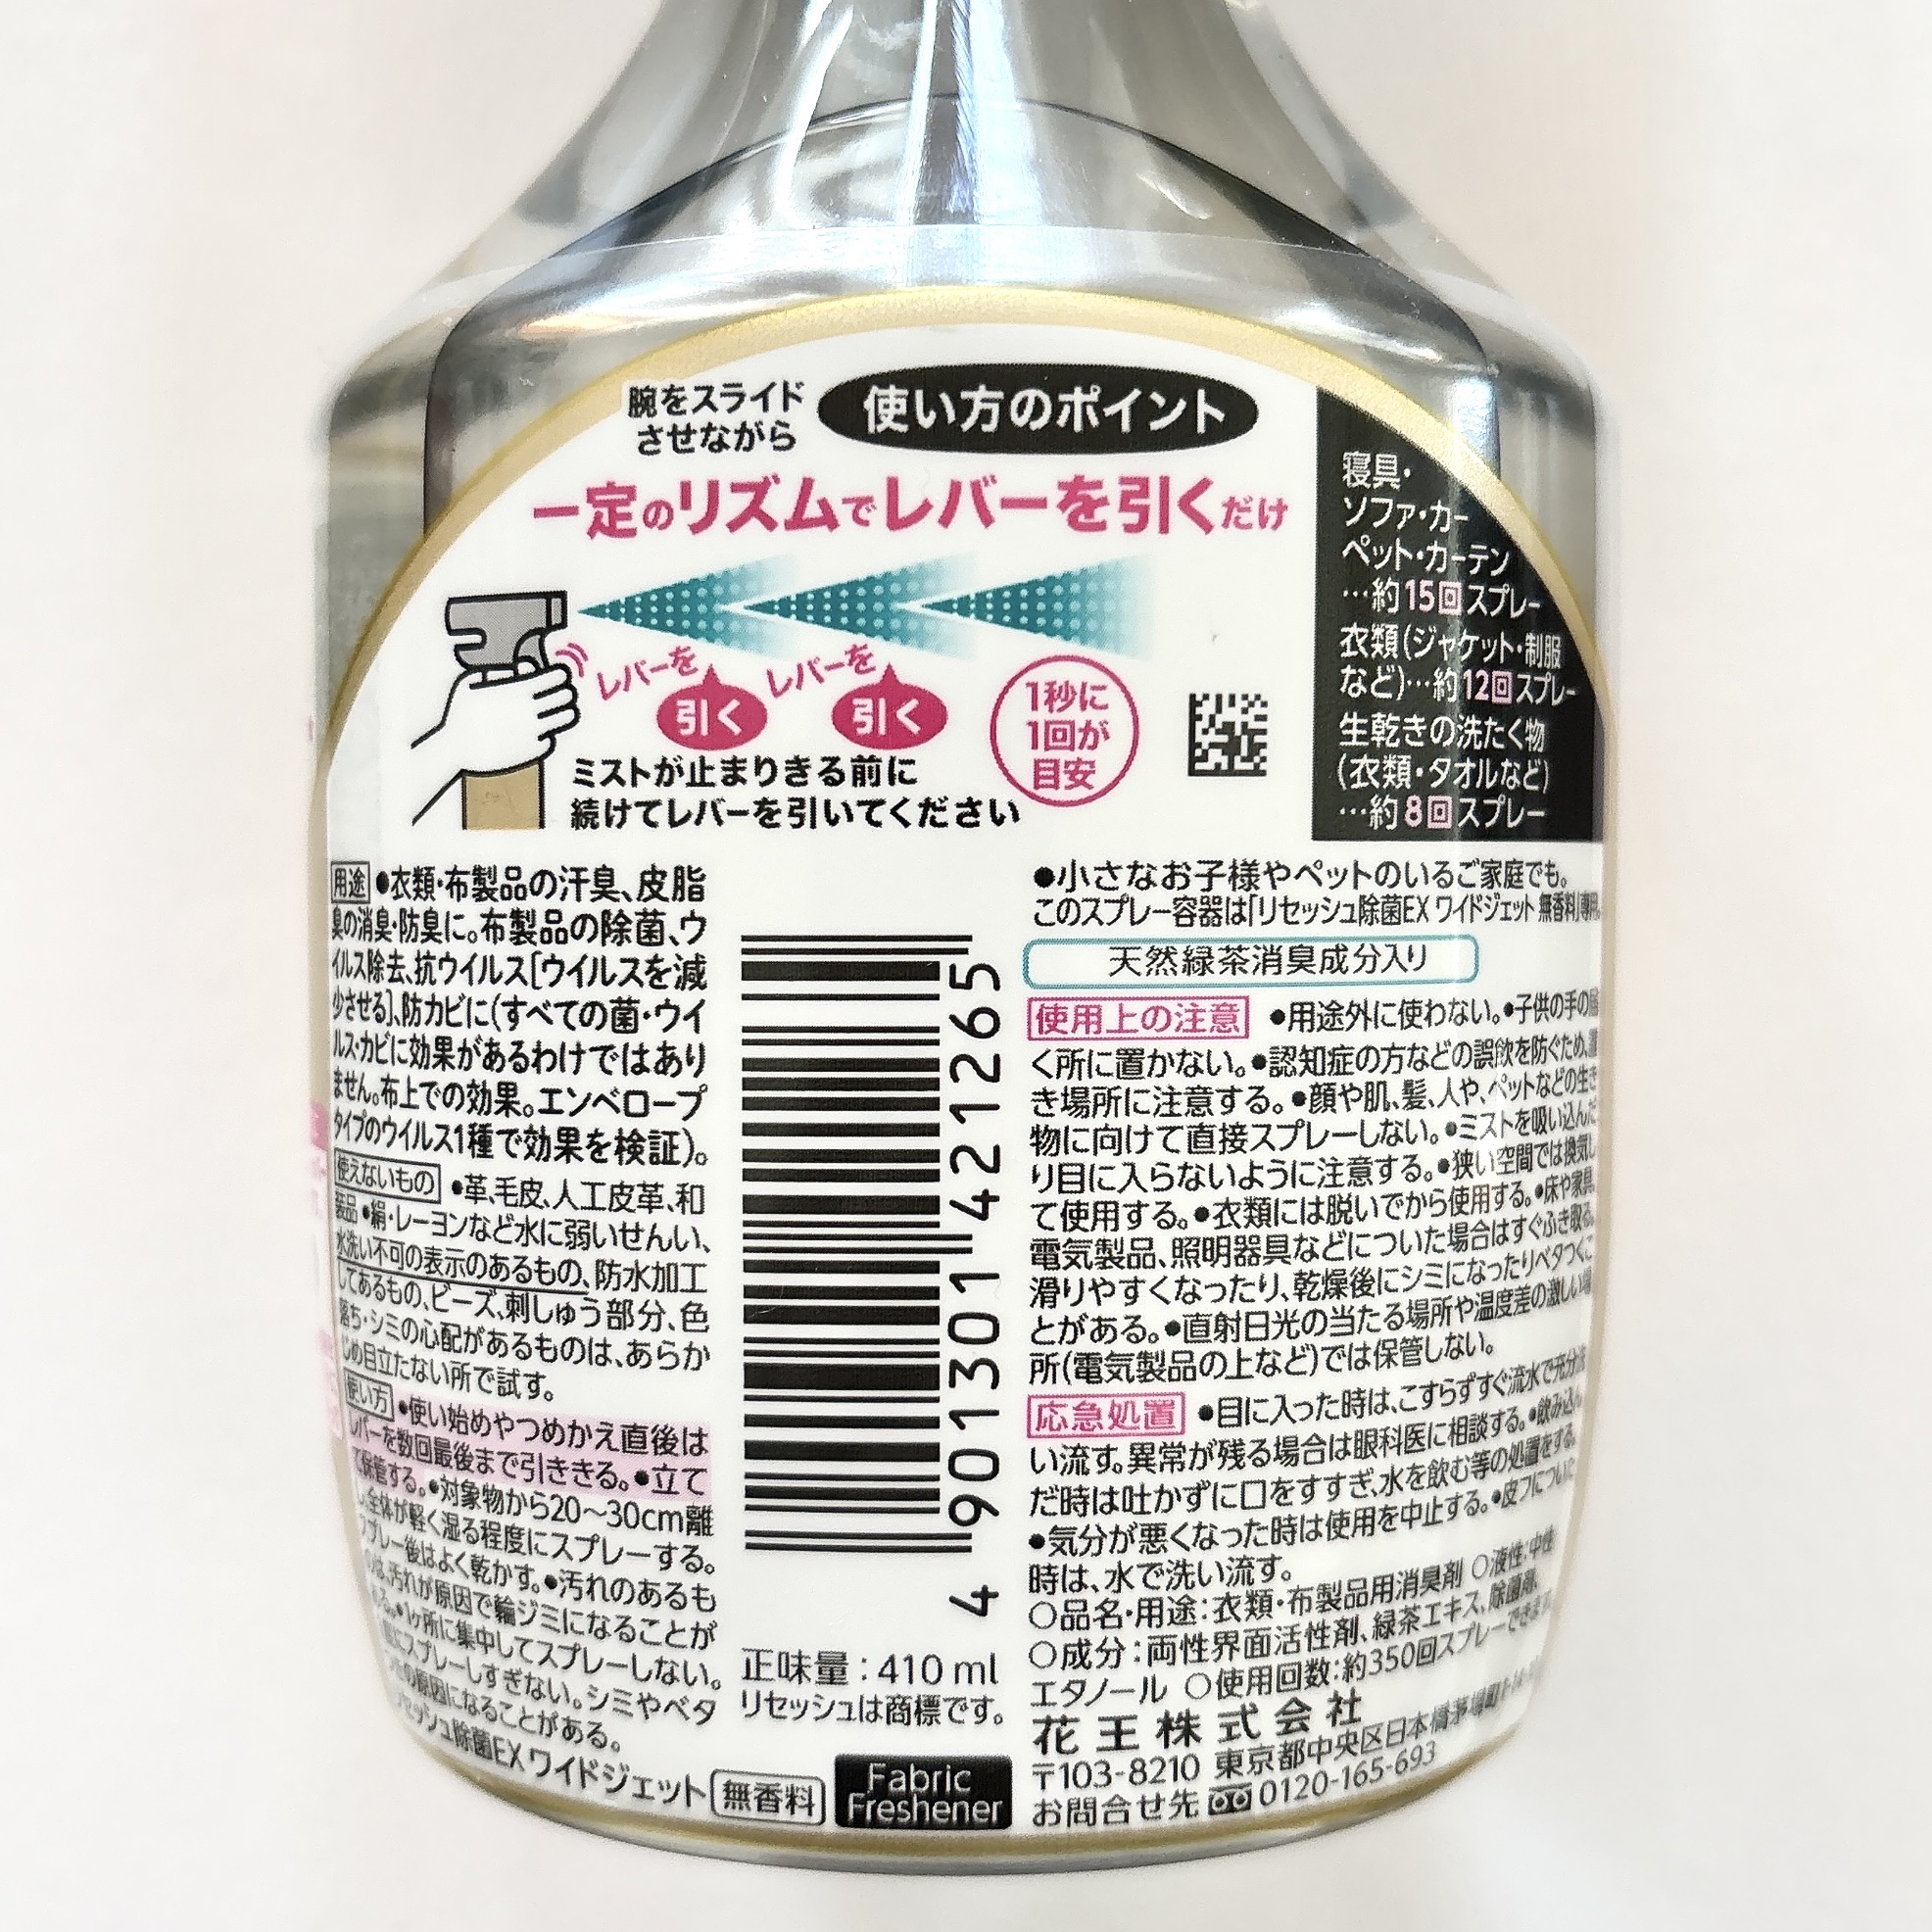 腕をスライド
させながら
使い方のポイント
一定のリズムでレバーを引くだけ
レバーを
引く
レバーを
引く
1秒に
1回が
目安
ミストが止まりきる前に
続けてレバーを引いてください
寝具・
ソファ・カー
ペット・カーテン
…約15回スプレー
衣類(ジャケット・制服
など)…約12回スプレー
生乾きの洗たく物
(衣類・タオルなど)
…約8回スプレー
用途 ●衣類・布製品の汗臭、皮脂
臭の消臭・防臭に。布製品の除菌、ウ
イルス除去、抗ウイルス[ウイルスを減
少させる]、防カビに(すべての菌・ウイ
ルス・カビに効果があるわけではあり
ません。布上での効果。エンベロープ
タイプのウイルス1種で効果を検証)。
使えないもの ●革、毛皮、人工皮革、和
装品 ●絹・レーヨンなど水に弱いせんい、
水洗い不可の表示のあるもの、防水加工
してあるもの、ビーズ、刺しゅう部分、色
落ち・シミの心配があるものは、あらか
じめ目立たない所で試す。
使い方 ●使い始めやつめかえ直後は
レバーを数回最後まで引ききる。●立て
て保管する。●対象物から20〜30cm離
し、全体が軽く湿る程度にスプレーする。
スプレー後はよく乾かす。●汚れのあるも
のは、汚れが原因で輪ジミになることが
ある。●1ヶ所に集中してスプレーしない。
にスプレーしすぎない。シミやベタ
の原因になることがある。
リセッシュ除菌EX ワイドジェット 無香料
4 901301 421265
正味量：410 ml
リセッシュは商標です。
Fabric
Freshener
●小さなお子様やペットのいるご家庭でも。
このスプレー容器は「リセッシュ除菌EX ワイドジェット 無香料」専用。
天然緑茶消臭成分入り
使用上の注意 ●用途外に使わない。●子供の手の届
く所に置かない。●認知症の方などの誤飲を防ぐため、置
き場所に注意する。●顔や肌、髪、人や、ペットなどの生き
物に向けて直接スプレーしない。●ミストを吸い込んだ
り目に入らないように注意する。●狭い空間では換気し
て使用する。●衣類には脱いでから使用する。●床や家具、
電気製品、照明器具などについた場合はすぐふき取る。
滑りやすくなったり、乾燥後にシミになったりベタつくこ
とがある。●直射日光の当たる場所や温度差の激しい場
所(電気製品の上など)では保管しない。
応急処置 ●目に入った時は、こすらずすぐ流水で充分洗
い流す。異常が残る場合は眼科医に相談する。●飲み込ん
だ時は吐かずに口をすすぎ、水を飲む等の処置をする。
●気分が悪くなった時は使用を中止する。●皮フについた
時は、水で洗い流す。
○品名・用途：衣類・布製品用消臭剤 ○液性：中性
○成分：両性界面活性剤、緑茶エキス、除菌剤、
エタノール ○使用回数：約350回スプレーできます
花王株式会社
〒103-8210 東京都中央区日本橋茅場町
お問合せ先 0120-165-693